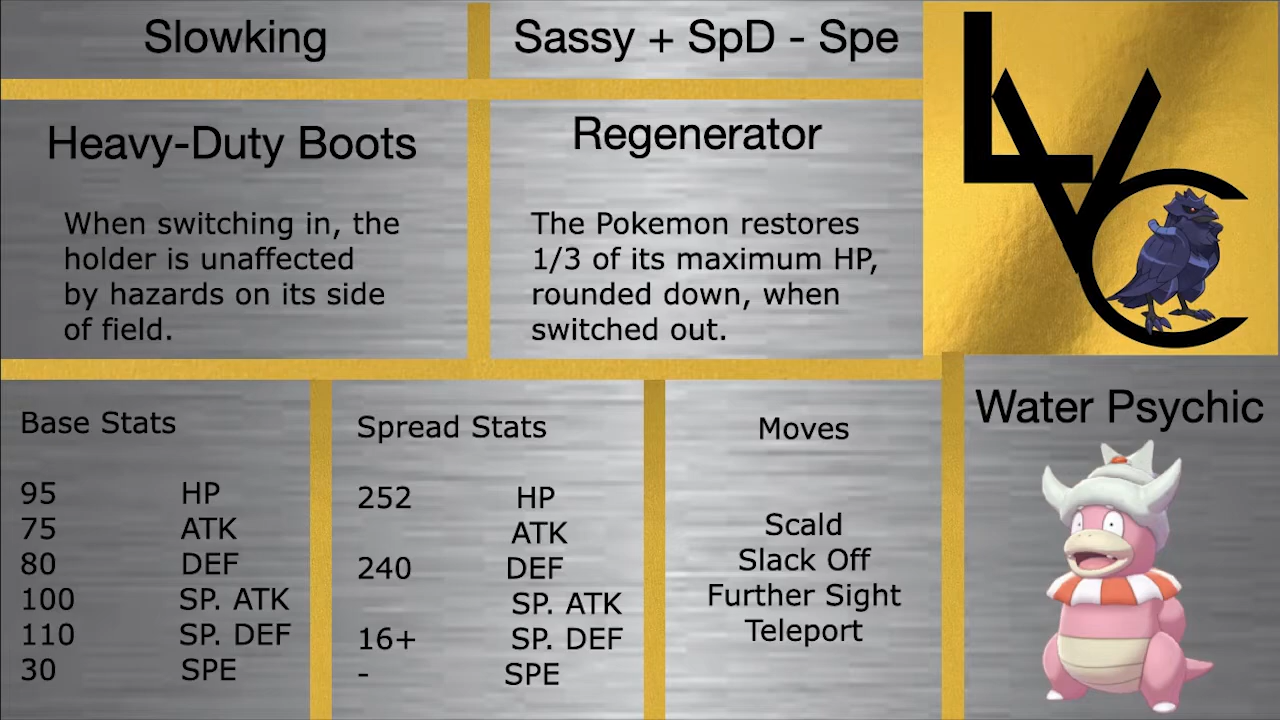 Slowking
Sassy + SpD - Spe
LVC
Heavy-Duty Boots
When switching in, the
holder is unaffected
by hazards on its side
of field.
Regenerator
The Pokemon restores
1/3 of its maximum HP,
rounded down, when
switched out.
Base Stats
95 HP
75 ATK
80 DEF
100 SP. ATK
110 SP. DEF
30 SPE
Spread Stats
252 HP
ATK
240 DEF
SP. ATK
16+ SP. DEF
- SPE
Moves
Scald
Slack Off
Further Sight
Teleport
Water Psychic